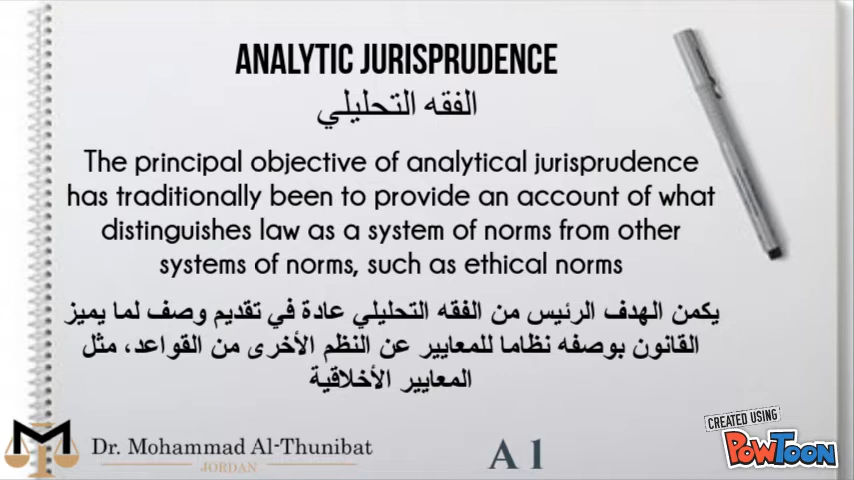 ANALYTIC JURISPRUDENCE
الفقه التحليلي
The principal objective of analytical jurisprudence
has traditionally been to provide an account of what
distinguishes law as a system of norms from other
systems of norms, such as ethical norms
يكمن الهدف الرئيس من الفقه التحليلي عادة في تقديم وصف لما يميز
القانون بوصفه نظاما للمعايير عن النظم الأخرى من القواعد، مثل
المعايير الأخلاقية
M
Dr. Mohammad Al-Thunibat
JORDAN
A 1
CREATED USING
POWTOON